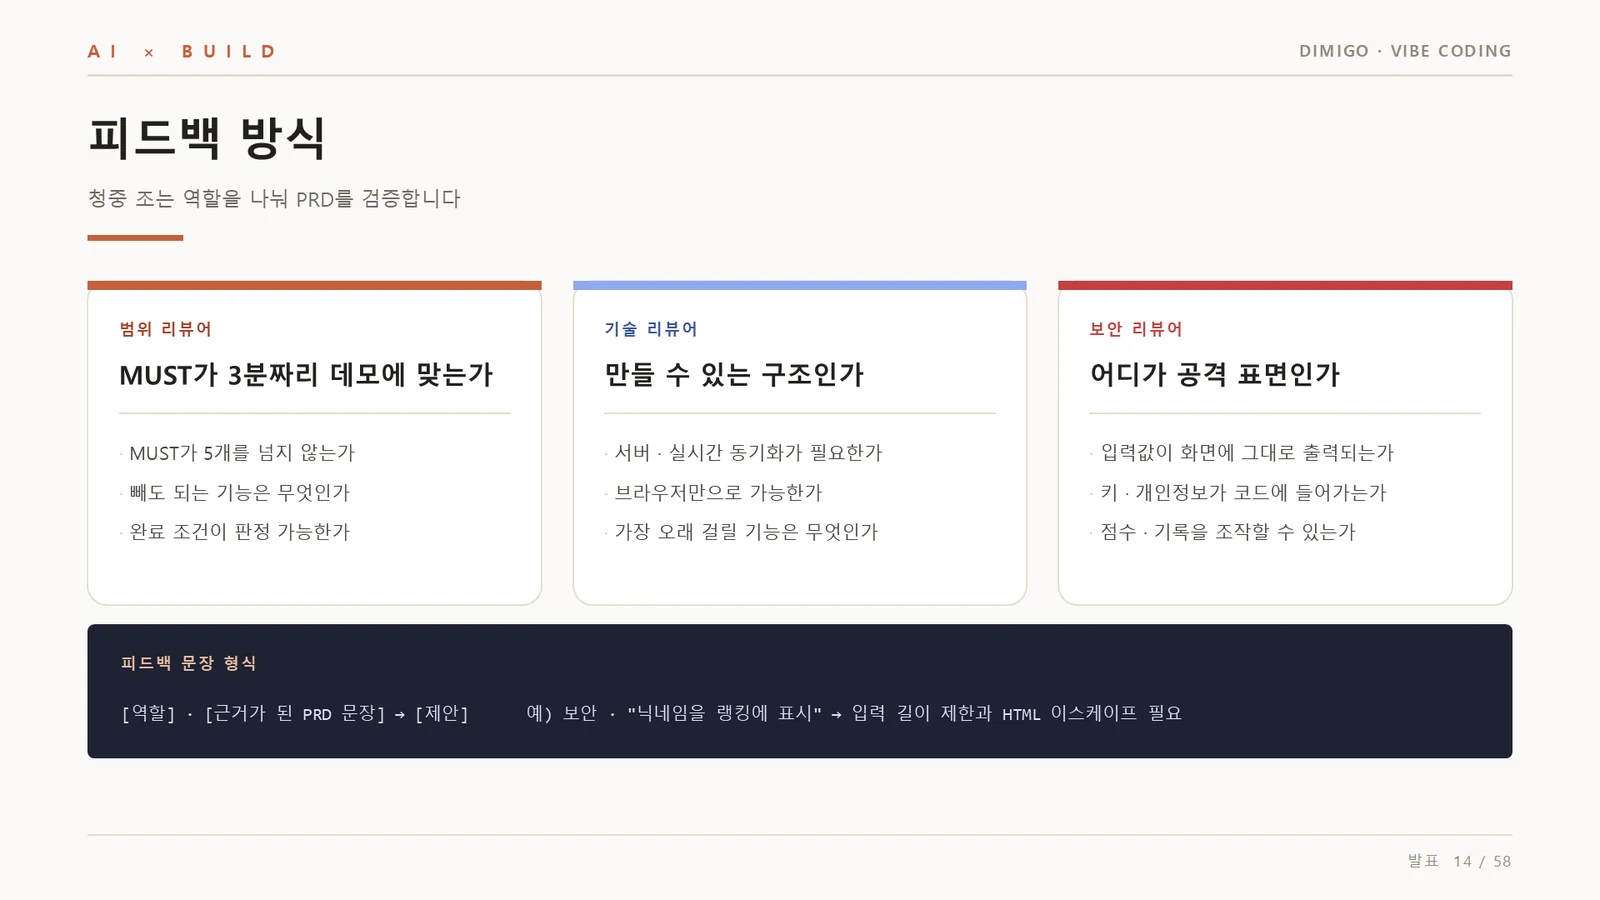 AI × BUILD
DIMIGO · VIBE CODING
피드백 방식
청중 조는 역할을 나눠 PRD를 검증합니다
범위 리뷰어
MUST가 3분짜리 데모에 맞는가
· MUST가 5개를 넘지 않는가
· 빼도 되는 기능은 무엇인가
· 완료 조건이 판정 가능한가
기술 리뷰어
만들 수 있는 구조인가
· 서버 · 실시간 동기화가 필요한가
· 브라우저만으로 가능한가
· 가장 오래 걸릴 기능은 무엇인가
보안 리뷰어
어디가 공격 표면인가
· 입력값이 화면에 그대로 출력되는가
· 키 · 개인정보가 코드에 들어가는가
· 점수 · 기록을 조작할 수 있는가
피드백 문장 형식
[역할] · [근거가 된 PRD 문장] → [제안] 예) 보안 · "닉네임을 랭킹에 표시" → 입력 길이 제한과 HTML 이스케이프 필요
발표 14 / 58